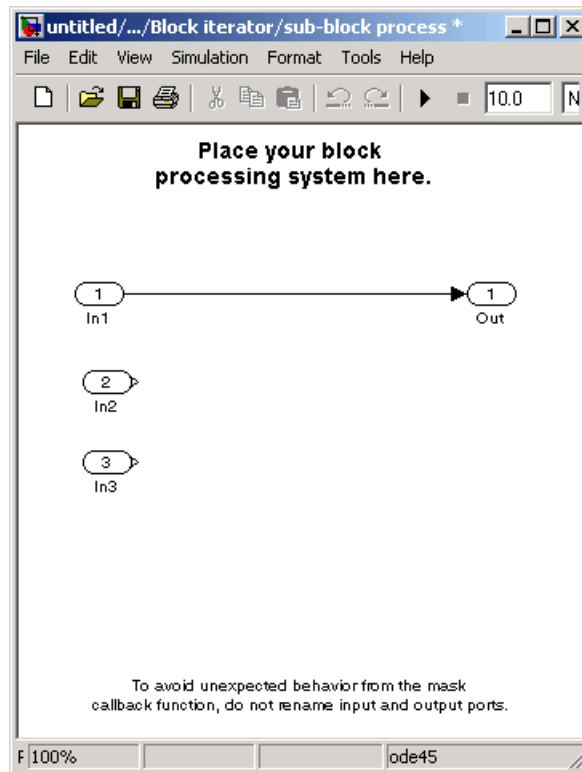 untitled/.../Block iterator/sub-block process *
File Edit View Simulation Format Tools Help
10.0 N
Place your block
processing system here.
1 1
In1 Out
2
In2
3
In3
To avoid unexpected behavior from the mask
callback function, do not rename input and output ports.
F 100% ode45